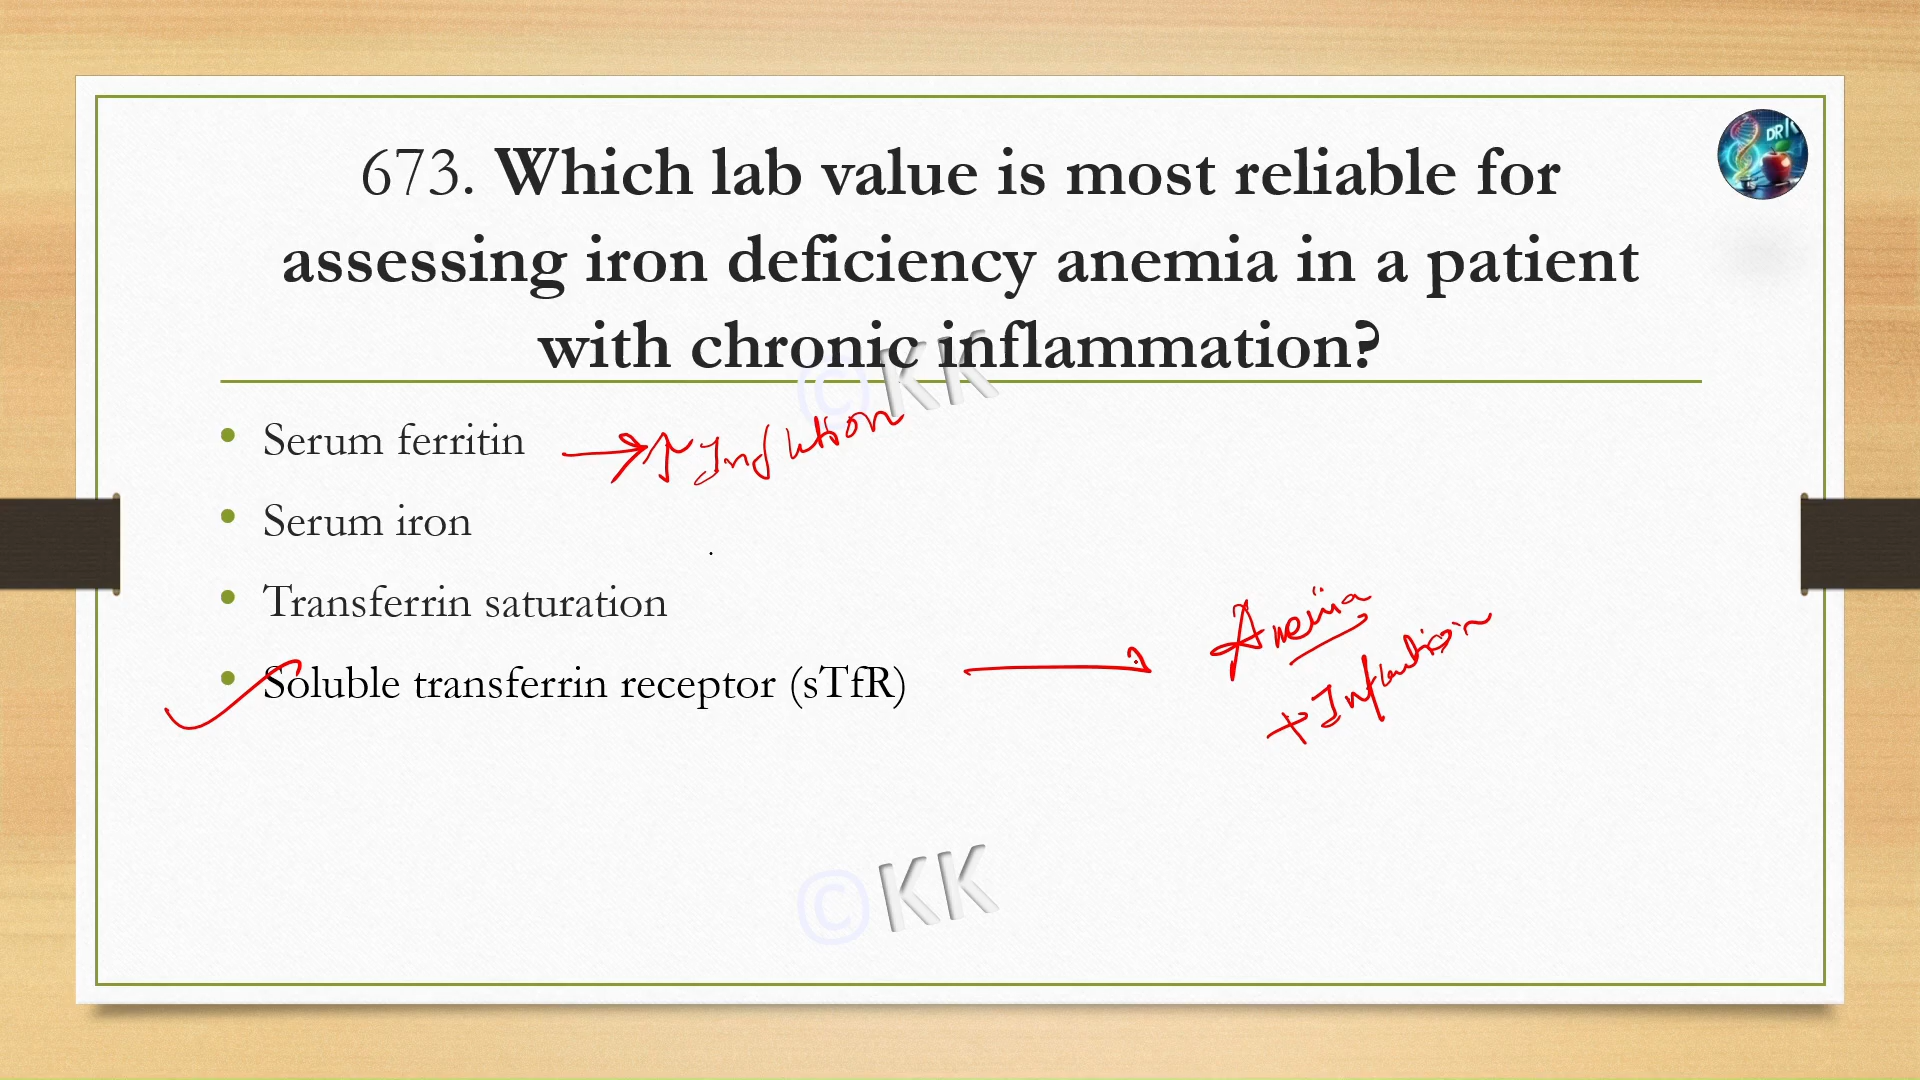 673. Which lab value is most reliable for
assessing iron deficiency anemia in a patient
with chronic inflammation?
©KK
• Serum ferritin → ↑
• Serum iron
• Transferrin saturation
• Soluble transferrin receptor (sTfR)
Anemia
+
©KK
DR